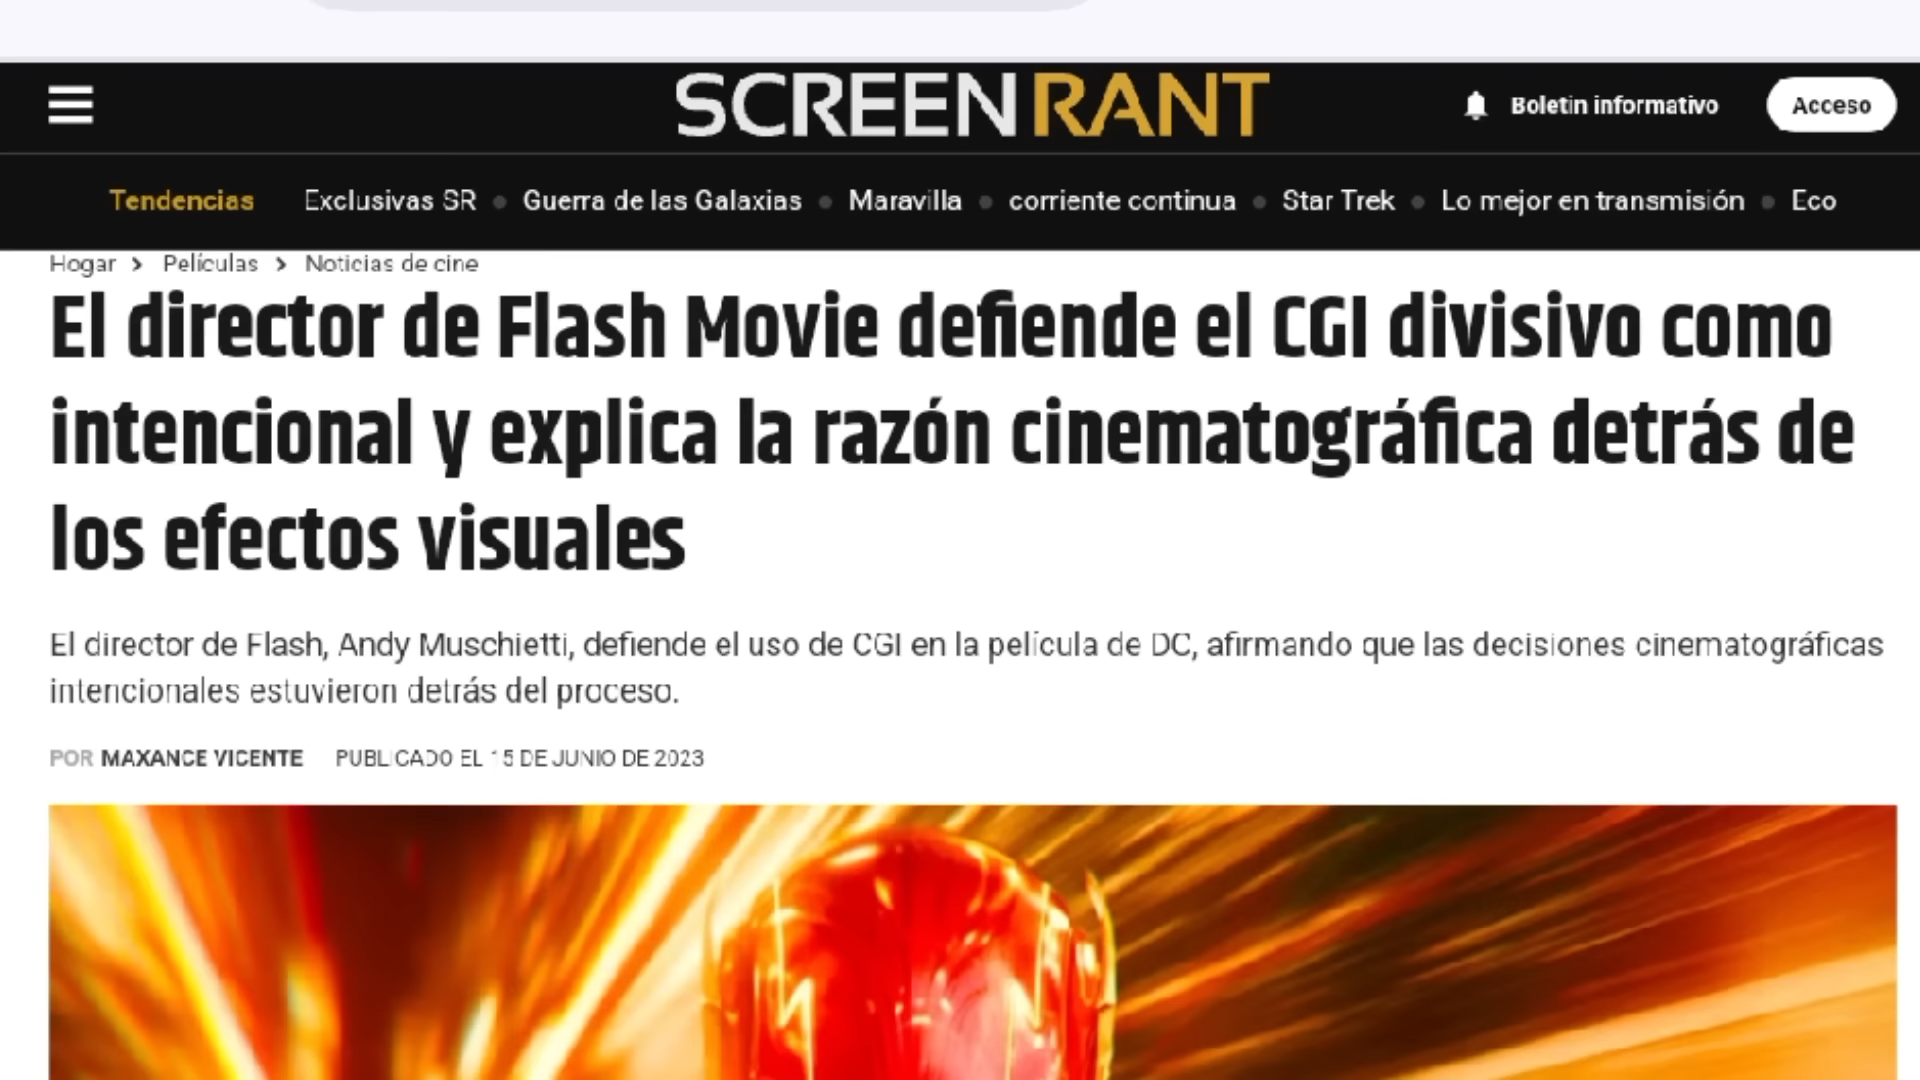 SCREENRANT
Boletin informativo
Acceso
Tendencias Exclusivas SR • Guerra de las Galaxias • Maravilla • corriente continua • Star Trek • Lo mejor en transmisión • Eco
Hogar > Películas > Noticias de cine
El director de Flash Movie defiende el CGI divisivo como
intencional y explica la razón cinematográfica detrás de
los efectos visuales
El director de Flash, Andy Muschietti, defiende el uso de CGI en la película de DC, afirmando que las decisiones cinematográficas
intencionales estuvieron detrás del proceso.
POR MAXANCE VICENTE PUBLICADO EL 15 DE JUNIO DE 2023